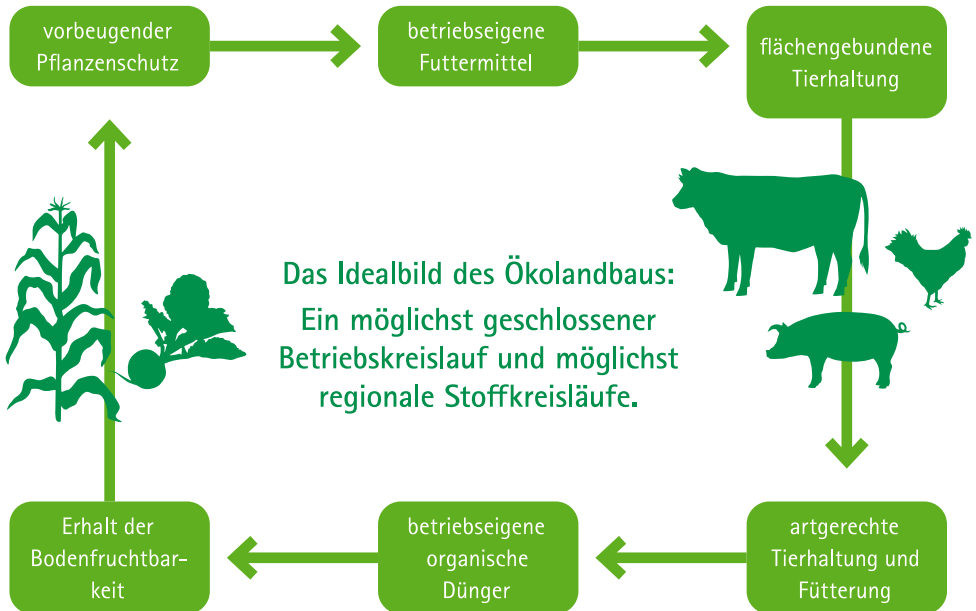 vorbeugender
Pflanzenschutz
betriebseigene
Futtermittel
flächengebundene
Tierhaltung
Das Idealbild des Ökolandbaus:
Ein möglichst geschlossener
Betriebskreislauf und möglichst
regionale Stoffkreisläufe.
Erhalt der
Bodenfruchtbar-
keit
betriebseigene
organische
Dünger
artgerechte
Tierhaltung und
Fütterung